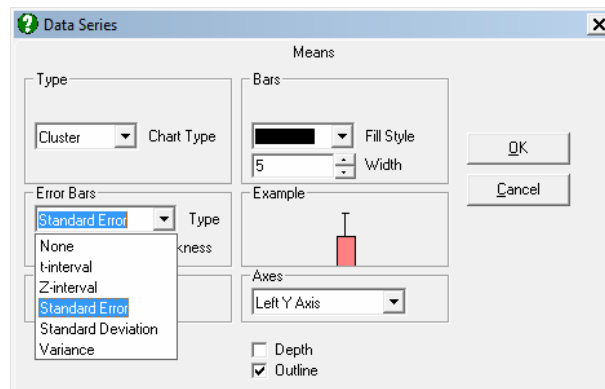 Data Series
Means
Type
Cluster
Chart Type
Bars
Fill Style
5
Width
OK
Cancel
Error Bars
Standard Error
Type
kness
None
t-interval
Z-interval
Standard Error
Standard Deviation
Variance
Example
Axes
Left Y Axis
Depth
Outline